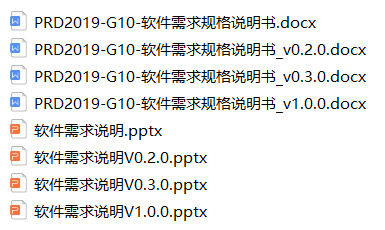 PRD2019-G10-软件需求规格说明书.docx
PRD2019-G10-软件需求规格说明书_v0.2.0.docx
PRD2019-G10-软件需求规格说明书_v0.3.0.docx
PRD2019-G10-软件需求规格说明书_v1.0.0.docx
软件需求说明.pptx
软件需求说明V0.2.0.pptx
软件需求说明V0.3.0.pptx
软件需求说明V1.0.0.pptx